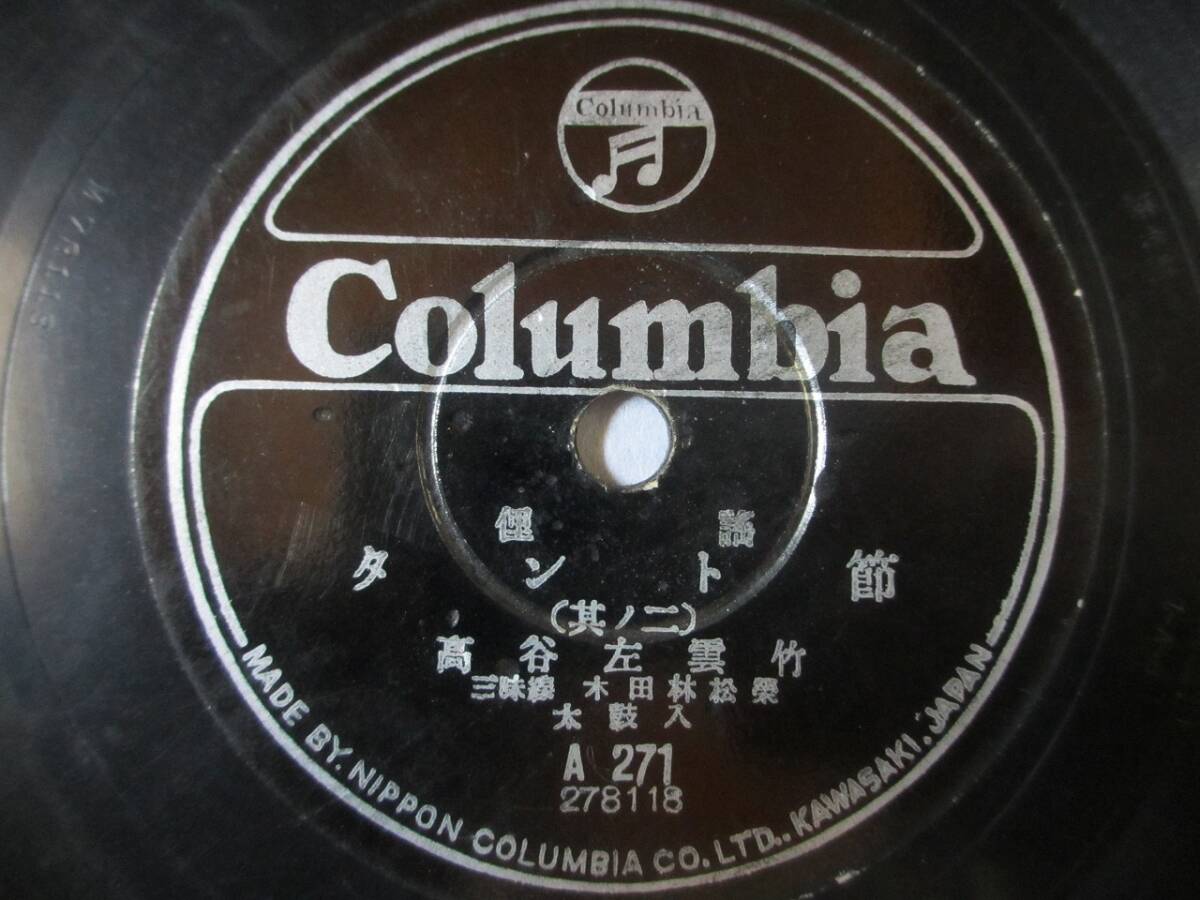 Columbia
Columbia
俚謡
タント節
(其ノ二)
高谷左雲竹
三味線 木田林松榮
太鼓入
A 271
278118
MADE BY. NIPPON COLUMBIA CO. LTD., KAWASAKI, JAPAN